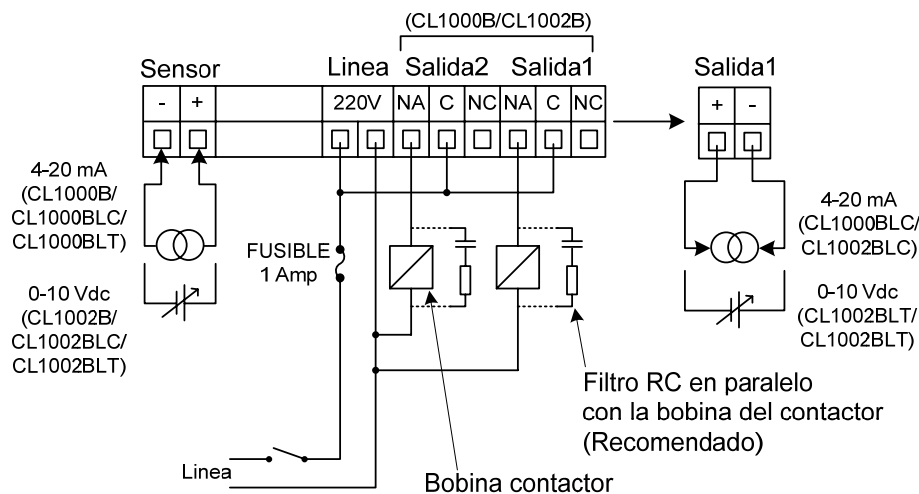 (CL1000B/CL1002B)
Sensor
Linea
Salida2
Salida1
Salida1
- +
220V
NA C NC NA C NC
+ -
4-20 mA
(CL1000B/
CL1000BLC/
CL1000BLT)
0-10 Vdc
(CL1002B/
CL1002BLC/
CL1002BLT)
FUSIBLE
1 Amp
4-20 mA
(CL1000BLC/
CL1002BLC)
0-10 Vdc
(CL1002BLT/
CL1002BLT)
Filtro RC en paralelo
con la bobina del contactor
(Recomendado)
Linea
Bobina contactor